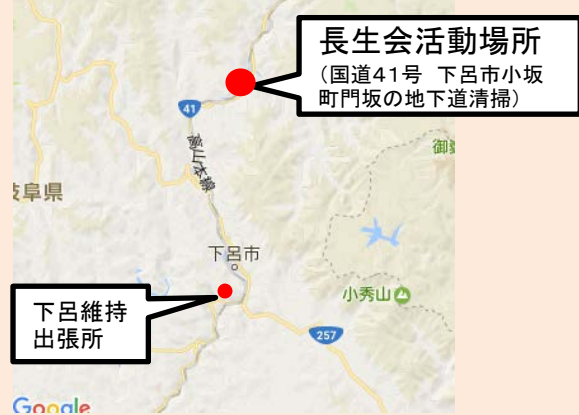 長生会活動場所
(国道41号 下呂市小坂
町門坂の地下道清掃)
41
高山本線
御嶽
岐阜県
下呂市
小秀山
下呂維持
出張所
257
Google